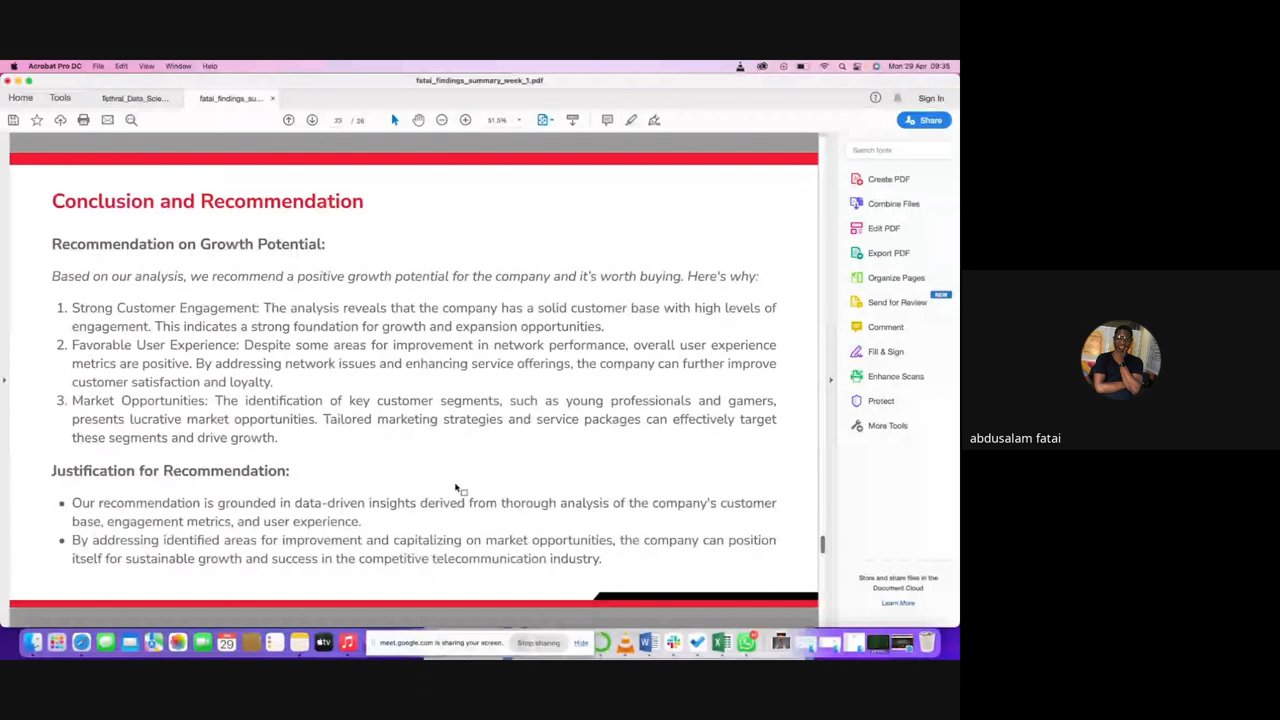 Acrobat Pro DC File Edit View Window Help Mon 29 Apr 09:35
fatai_findings_summary_week_1.pdf
Home Tools Tethral_Data_Scie... fatai_findings_su... × Sign In
23 / 26 51.5% Share
Search tools
Create PDF
Combine Files
Edit PDF
Export PDF
Organize Pages
NEW
Send for Review
Comment
Fill & Sign
Enhance Scans
Protect
More Tools
Store and share files in the
Document Cloud
Learn More
Conclusion and Recommendation
Recommendation on Growth Potential:
Based on our analysis, we recommend a positive growth potential for the company and it's worth buying. Here's why:
1. Strong Customer Engagement: The analysis reveals that the company has a solid customer base with high levels of
engagement. This indicates a strong foundation for growth and expansion opportunities.
2. Favorable User Experience: Despite some areas for improvement in network performance, overall user experience
metrics are positive. By addressing network issues and enhancing service offerings, the company can further improve
customer satisfaction and loyalty.
3. Market Opportunities: The identification of key customer segments, such as young professionals and gamers,
presents lucrative market opportunities. Tailored marketing strategies and service packages can effectively target
these segments and drive growth.
Justification for Recommendation:
• Our recommendation is grounded in data-driven insights derived from thorough analysis of the company's customer
base, engagement metrics, and user experience.
• By addressing identified areas for improvement and capitalizing on market opportunities, the company can position
itself for sustainable growth and success in the competitive telecommunication industry.
29
tv
meet.google.com is sharing your screen. Stop sharing Hide
abdusalam fatai